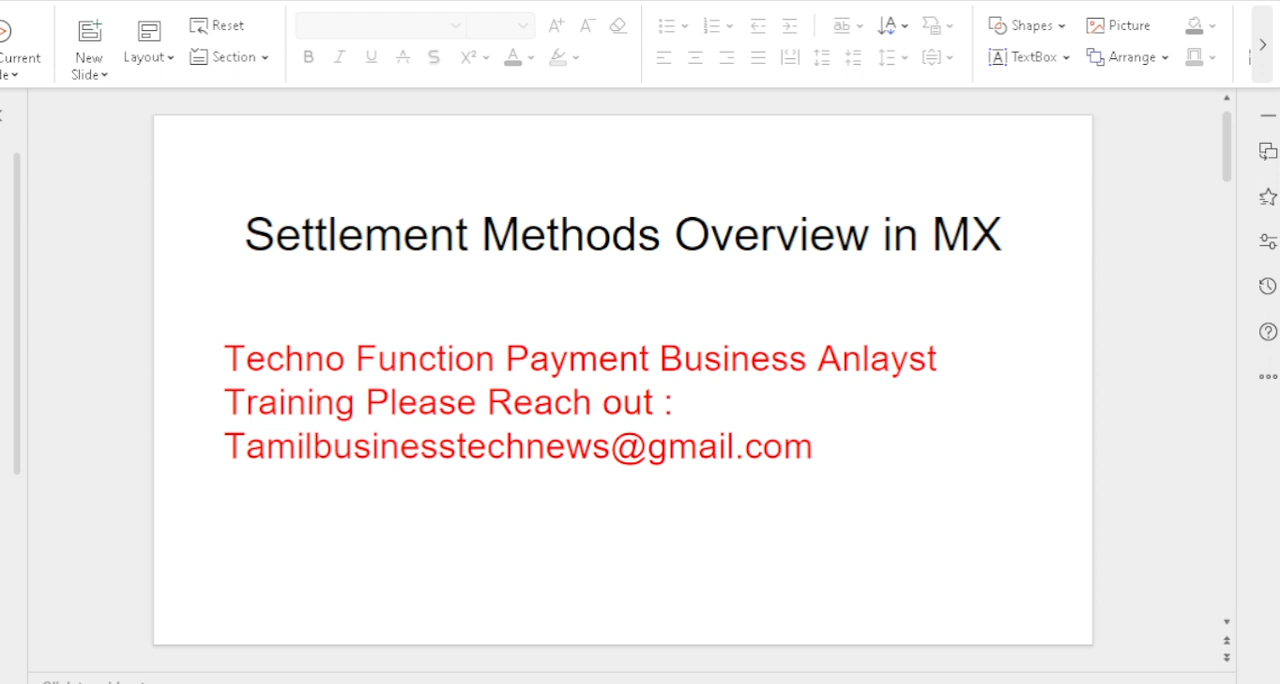 Reset
Shapes
Picture
Current
New
Layout
Section
TextBox
Arrange
Slide
Settlement Methods Overview in MX
Techno Function Payment Business Anlayst
Training Please Reach out :
Tamilbusinesstechnews@gmail.com